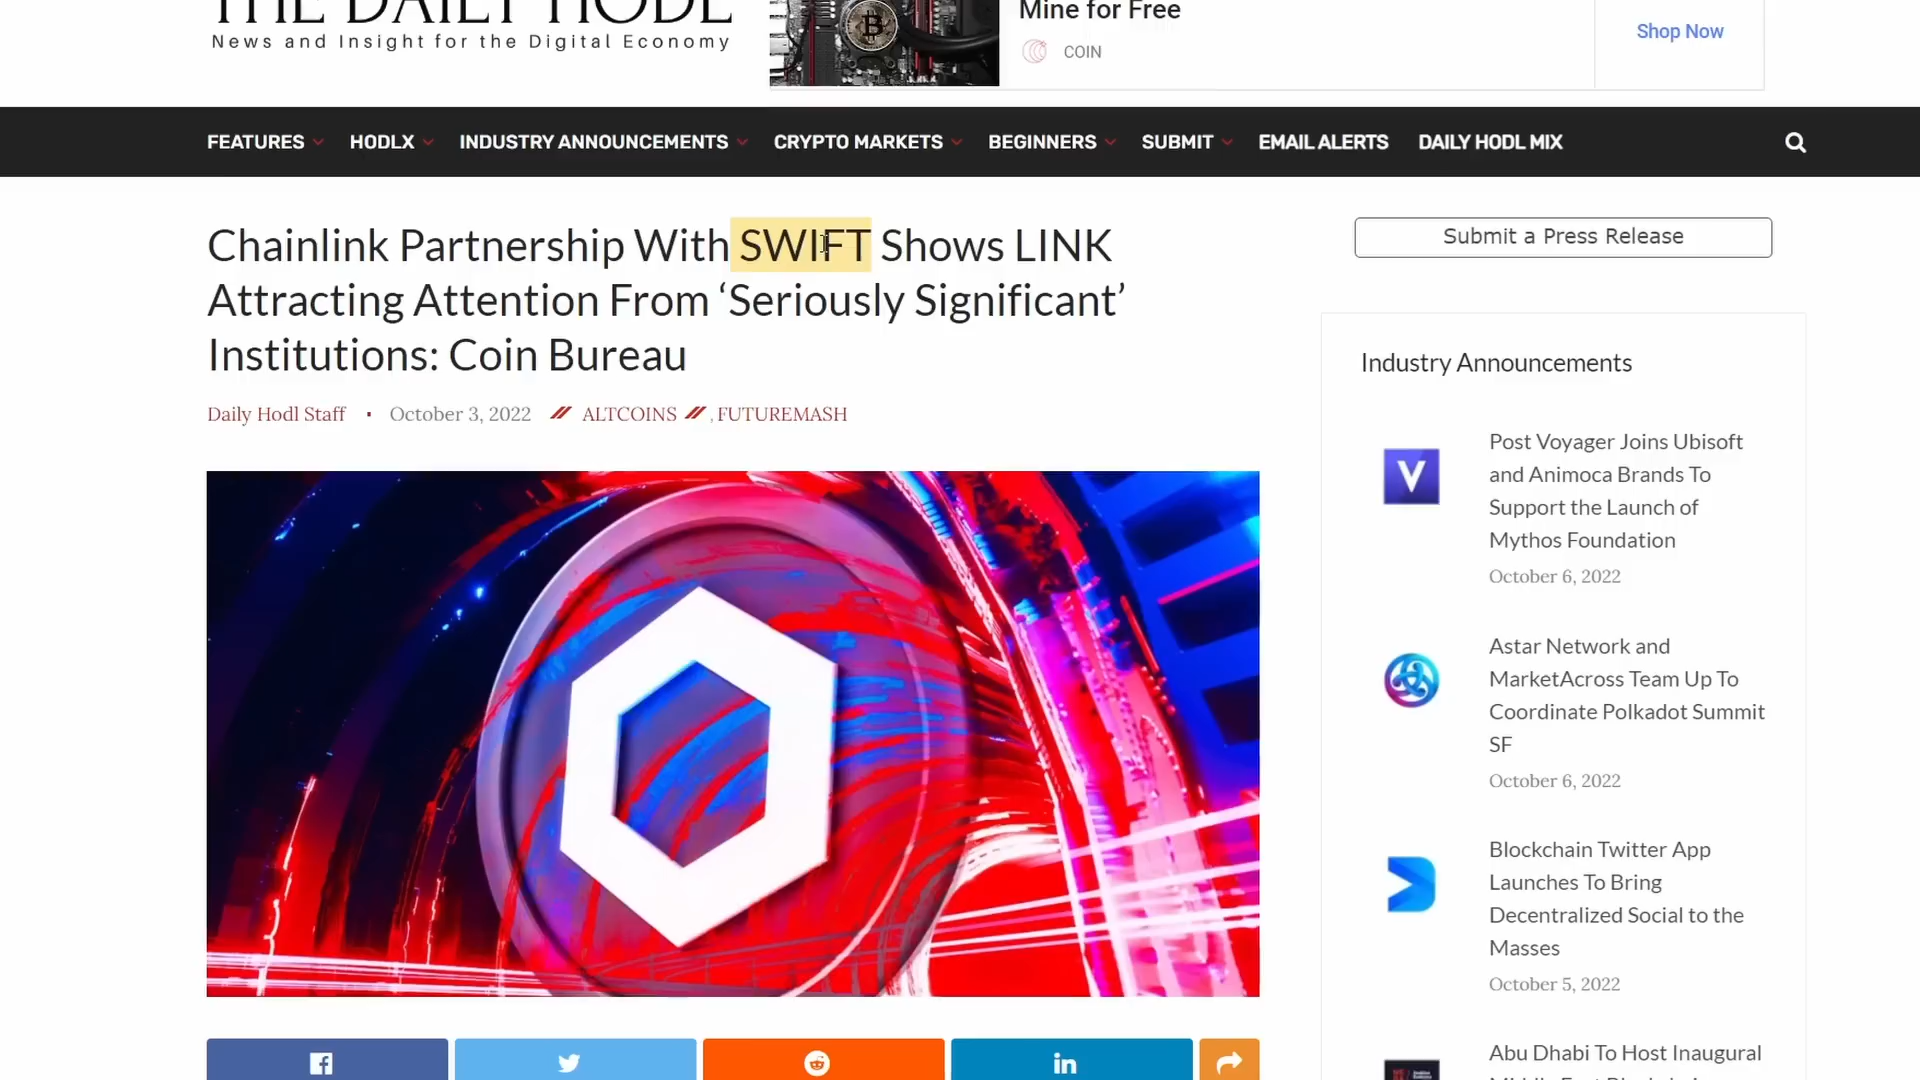 THE DAILY HODL
News and Insight for the Digital Economy
Mine for Free
COIN
Shop Now
FEATURES HODLX INDUSTRY ANNOUNCEMENTS CRYPTO MARKETS BEGINNERS SUBMIT EMAIL ALERTS DAILY HODL MIX
Chainlink Partnership With SWIFT Shows LINK
Attracting Attention From ‘Seriously Significant’
Institutions: Coin Bureau
Daily Hodl Staff • October 3, 2022 ALTCOINS , FUTUREMASH
Submit a Press Release
Industry Announcements
V
Post Voyager Joins Ubisoft
and Animoca Brands To
Support the Launch of
Mythos Foundation
October 6, 2022
Astar Network and
MarketAcross Team Up To
Coordinate Polkadot Summit
SF
October 6, 2022
Blockchain Twitter App
Launches To Bring
Decentralized Social to the
Masses
October 5, 2022
Abu Dhabi To Host Inaugural